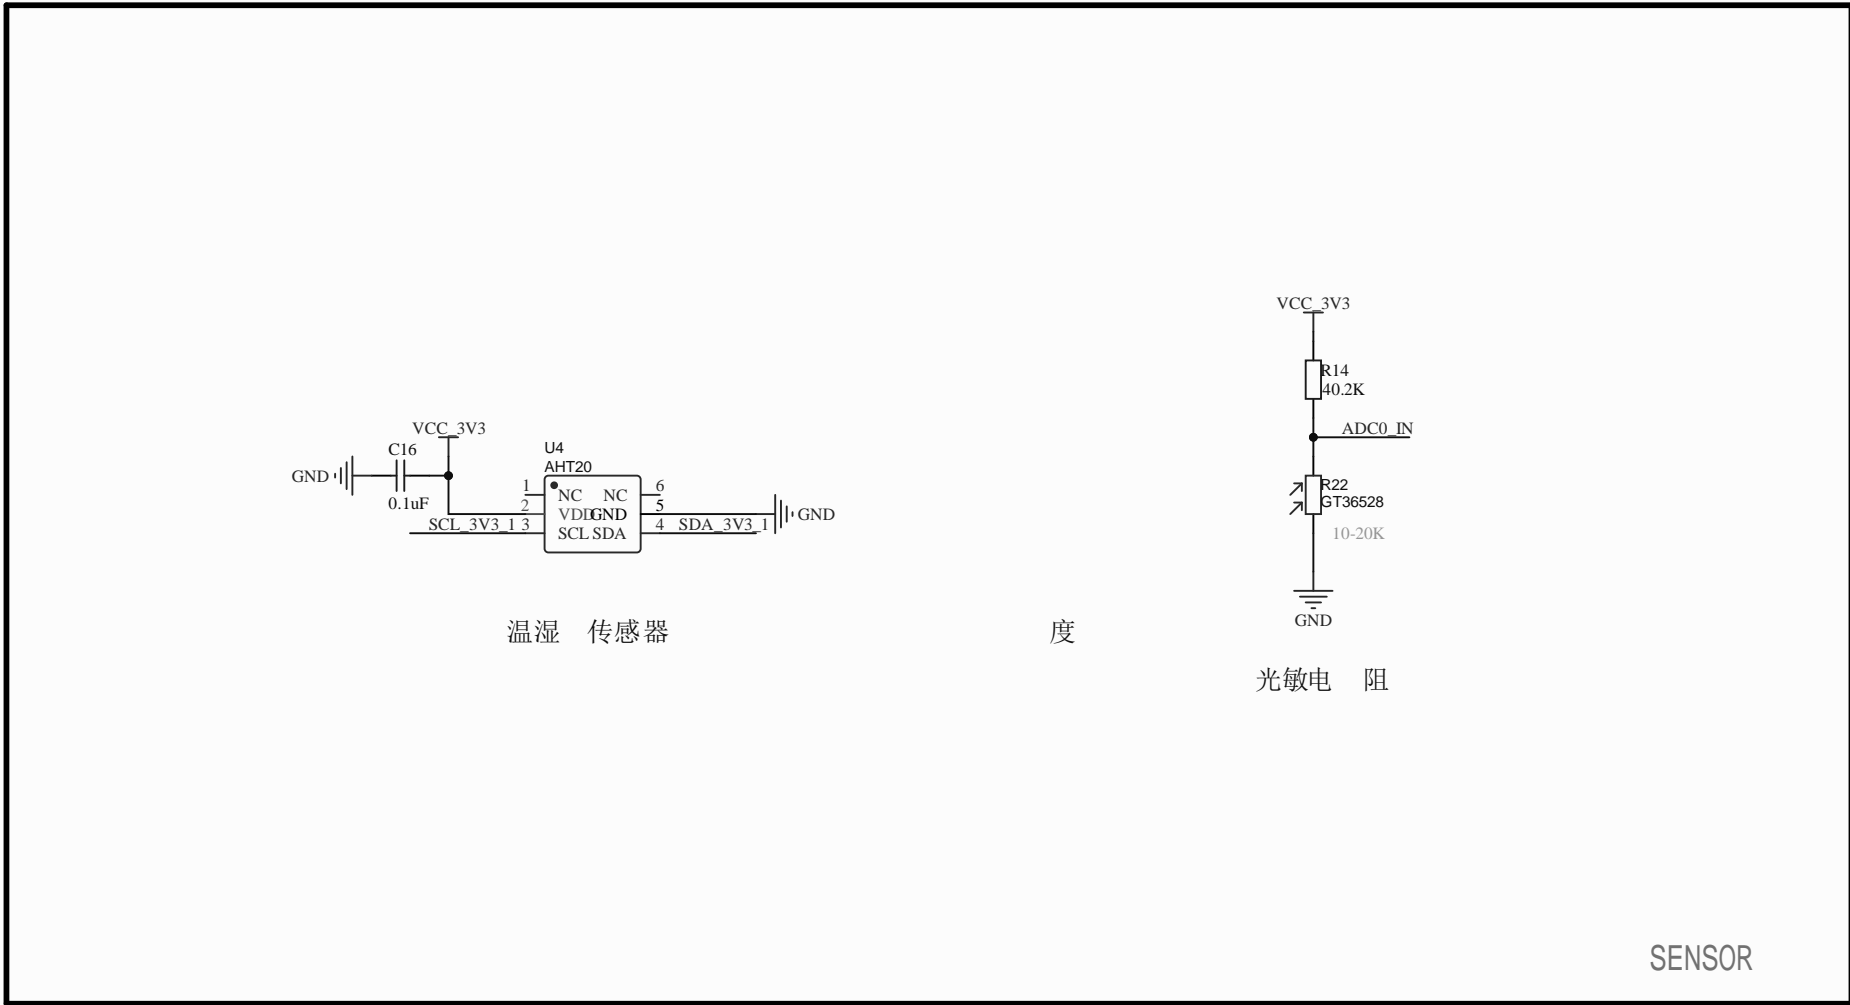 VCC_3V3
C16
GND
0.1uF
SCL_3V3_1
U4
AHT20
1 NC NC 6
2 VDD GND 5
3 SCL SDA 4
SDA_3V3_1
GND
温湿 传感器 度
VCC_3V3
R14
40.2K
ADC0_IN
R22
GT36528
10-20K
GND
光敏电 阻
SENSOR